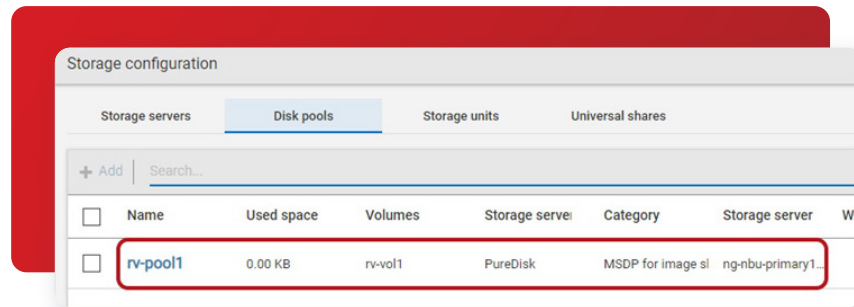 Storage configuration
Storage servers Disk pools Storage units Universal shares
+ Add Search...
Name Used space Volumes Storage server Category Storage server W
rv-pool1 0.00 KB rv-vol1 PureDisk MSDP for image sl ng-nbu-primary1...